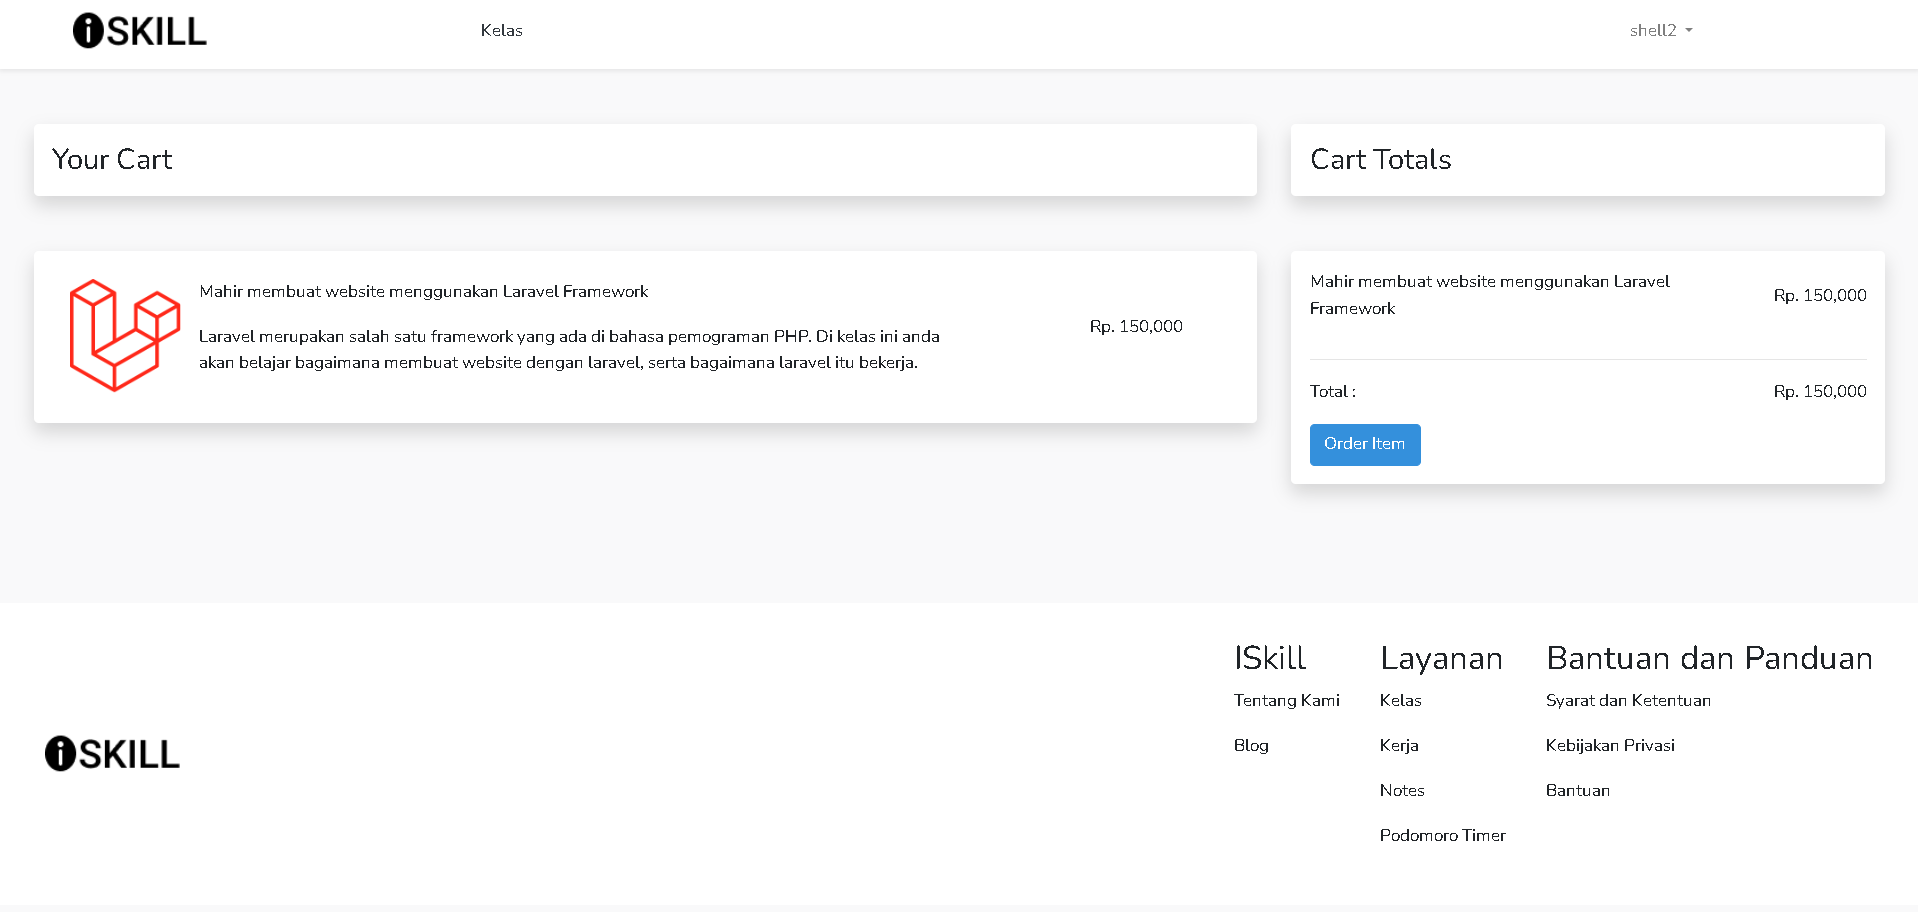 iSKILL
Kelas
shell2
Your Cart
Cart Totals
Mahir membuat website menggunakan Laravel Framework
Laravel merupakan salah satu framework yang ada di bahasa pemograman PHP. Di kelas ini anda
akan belajar bagaimana membuat website dengan laravel, serta bagaimana laravel itu bekerja.
Rp. 150,000
Mahir membuat website menggunakan Laravel
Framework
Rp. 150,000
Total :
Rp. 150,000
Order Item
iSKILL
ISkill
Tentang Kami
Blog
Layanan
Kelas
Kerja
Notes
Podomoro Timer
Bantuan dan Panduan
Syarat dan Ketentuan
Kebijakan Privasi
Bantuan